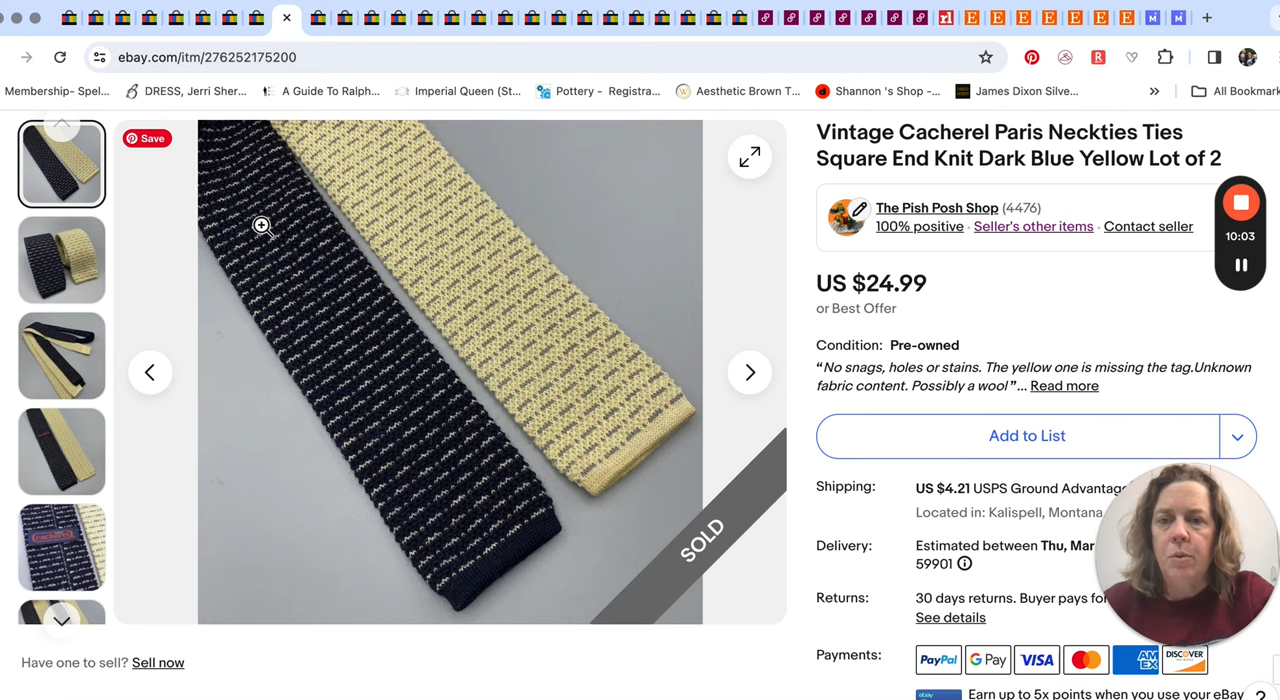 ebay.com/itm/276252175200
Membership- Spel...
DRESS, Jerri Sher...
A Guide To Ralph...
Imperial Queen (St...
Pottery - Registra...
Aesthetic Brown T...
Shannon 's Shop -...
James Dixon Silve...
All Bookmark
Save
cacharel
SOLD
Have one to sell? Sell now
Vintage Cacherel Paris Neckties Ties
Square End Knit Dark Blue Yellow Lot of 2
The Pish Posh Shop (4476)
100% positive · Seller's other items · Contact seller
10:03
US $24.99
or Best Offer
Condition: Pre-owned
“No snags, holes or stains. The yellow one is missing the tag.Unknown
fabric content. Possibly a wool”... Read more
Add to List
Shipping: US $4.21 USPS Ground Advantage
Located in: Kalispell, Montana
Delivery: Estimated between Thu, Mar
59901
Returns: 30 days returns. Buyer pays for
See details
Payments: PayPal G Pay VISA AM EX DISCOVER
ebay Earn up to 5x points when you use your eBay
?